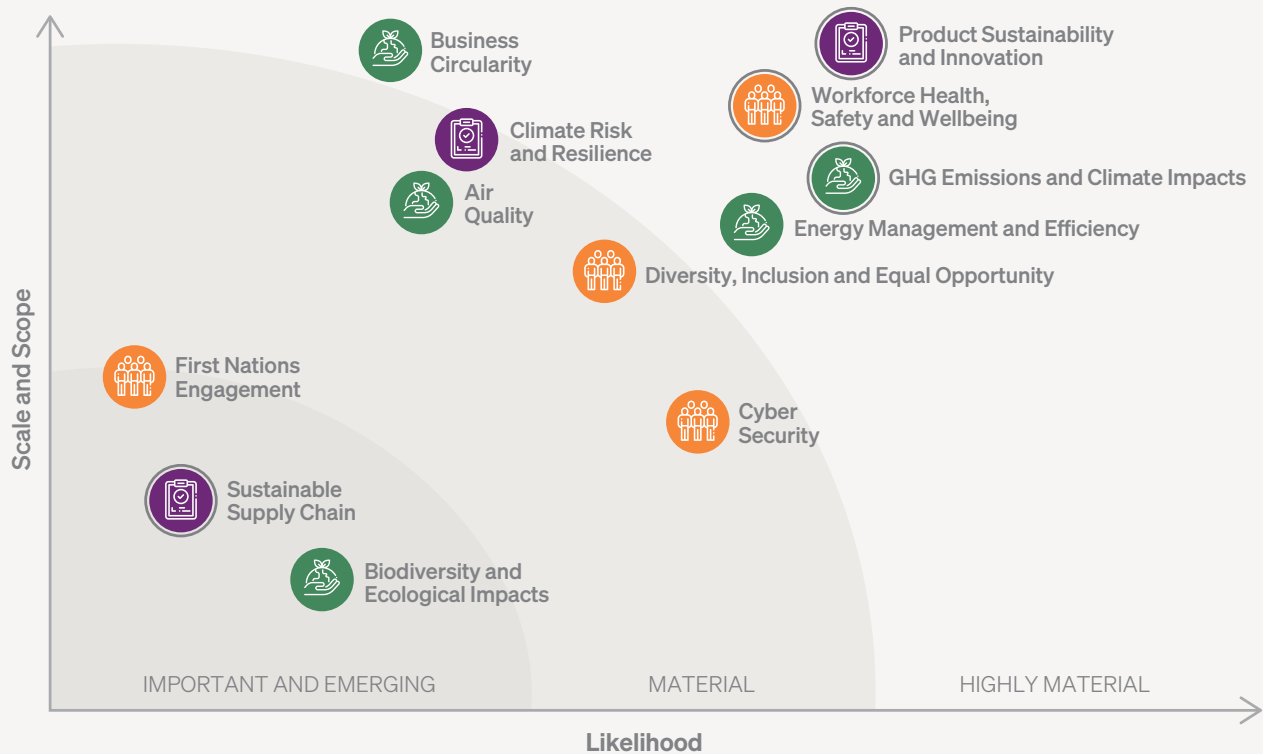 Business
Circularity
Product Sustainability
and Innovation
Workforce Health,
Safety and Wellbeing
Climate Risk
and Resilience
GHG Emissions and Climate Impacts
Air
Quality
Energy Management and Efficiency
Diversity, Inclusion and Equal Opportunity
Scale and Scope
First Nations
Engagement
Cyber
Security
Sustainable
Supply Chain
Biodiversity and
Ecological Impacts
IMPORTANT AND EMERGING
MATERIAL
HIGHLY MATERIAL
Likelihood